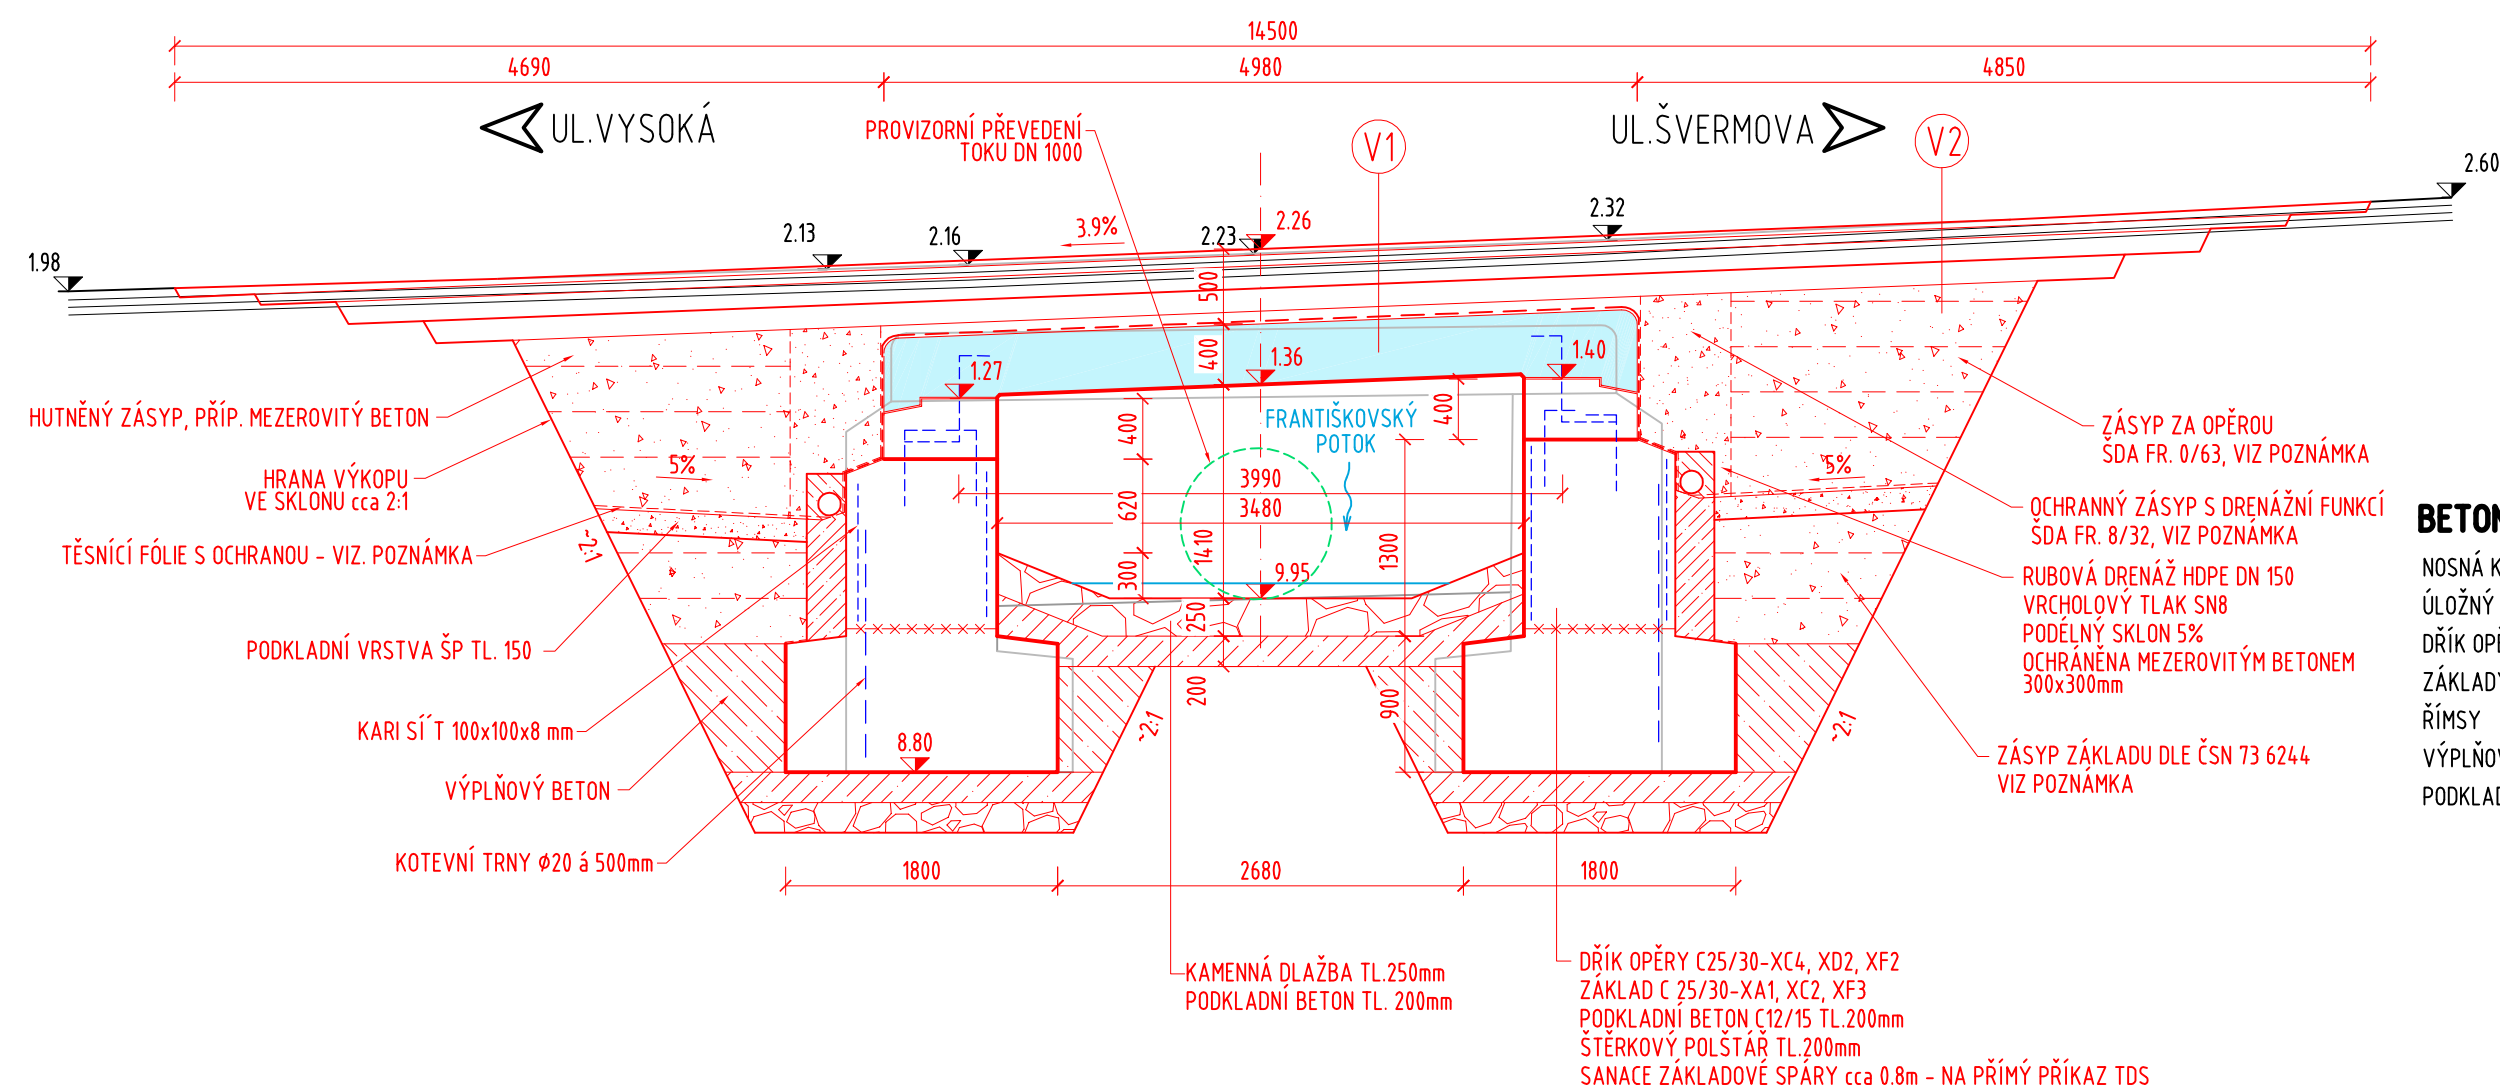 14500
4690
4980
4850
UL.VYSOKÁ
PROVIZORNÍ PŘEVEDENÍ
TOKU DN 1000
V1
UL.ŠVERMOVA
V2
2.60
1.98
2.13
2.16
3.9%
2.23
2.26
2.32
500
400
1.27
1.36
1.40
HUTNĚNÝ ZÁSYP, PŘÍP. MEZEROVITÝ BETON
HRANA VÝKOPU
VE SKLONU cca 2:1
TĚSNÍCÍ FÓLIE S OCHRANOU - VIZ. POZNÁMKA
PODKLADNÍ VRSTVA ŠP TL. 150
KARI SÍŤ 100x100x8 mm
VÝPLŇOVÝ BETON
KOTEVNÍ TRNY Ø20 á 500mm
5%
~2:1
400
620
300
FRANTIŠKOVSKÝ
POTOK
3990
3480
1410
9.95
250
200
400
1300
900
~2:1
~2:1
8.80
5%
ZÁSYP ZA OPĚROU
ŠDA FR. 0/63, VIZ POZNÁMKA
OCHRANNÝ ZÁSYP S DRENÁŽNÍ FUNKCÍ
ŠDA FR. 8/32, VIZ POZNÁMKA
RUBOVÁ DRENÁŽ HDPE DN 150
VRCHOLOVÝ TLAK SN8
PODÉLNÝ SKLON 5%
OCHRÁNĚNA MEZEROVITÝM BETONEM
300x300mm
ZÁSYP ZÁKLADU DLE ČSN 73 6244
VIZ POZNÁMKA
BETON
NOSNÁ K
ÚLOŽNÝ
DŘÍK OPĚ
ZÁKLADY
ŘÍMSY
VÝPLŇOV
PODKLAD
1800
2680
1800
KAMENNÁ DLAŽBA TL.250mm
PODKLADNÍ BETON TL. 200mm
DŘÍK OPĚRY C25/30-XC4, XD2, XF2
ZÁKLAD C 25/30-XA1, XC2, XF3
PODKLADNÍ BETON C12/15 TL.200mm
ŠTĚRKOVÝ POLŠTÁŘ TL.200mm
SANACE ZÁKLADOVÉ SPÁRY cca 0.8m - NA PŘÍMÝ PŘÍKAZ TDS